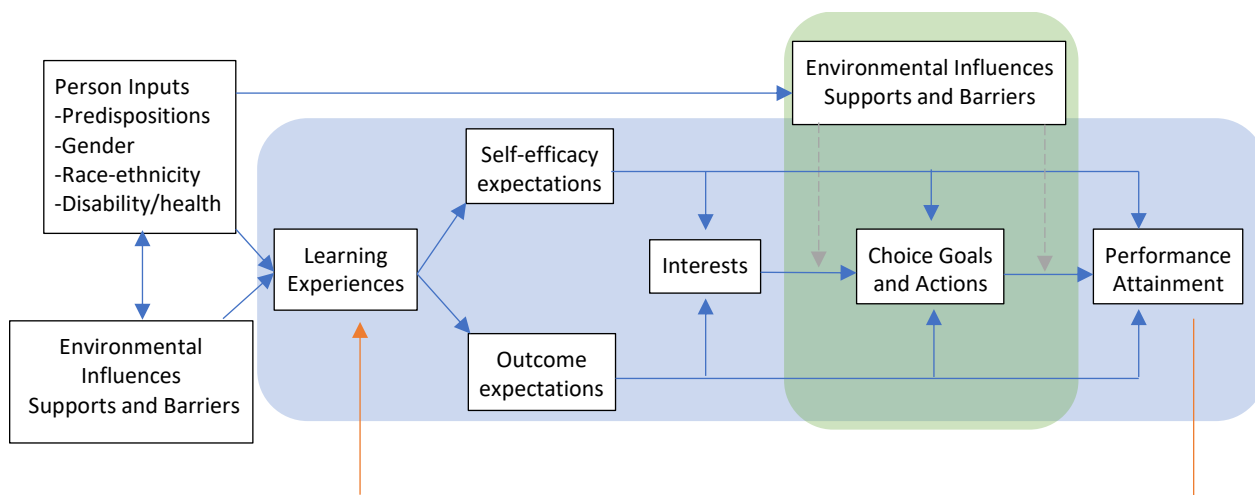 Person Inputs
-Predispositions
-Gender
-Race-ethnicity
-Disability/health
Environmental
Influences
Supports and Barriers
Learning
Experiences
Self-efficacy
expectations
Outcome
expectations
Interests
Environmental Influences
Supports and Barriers
Choice Goals
and Actions
Performance
Attainment